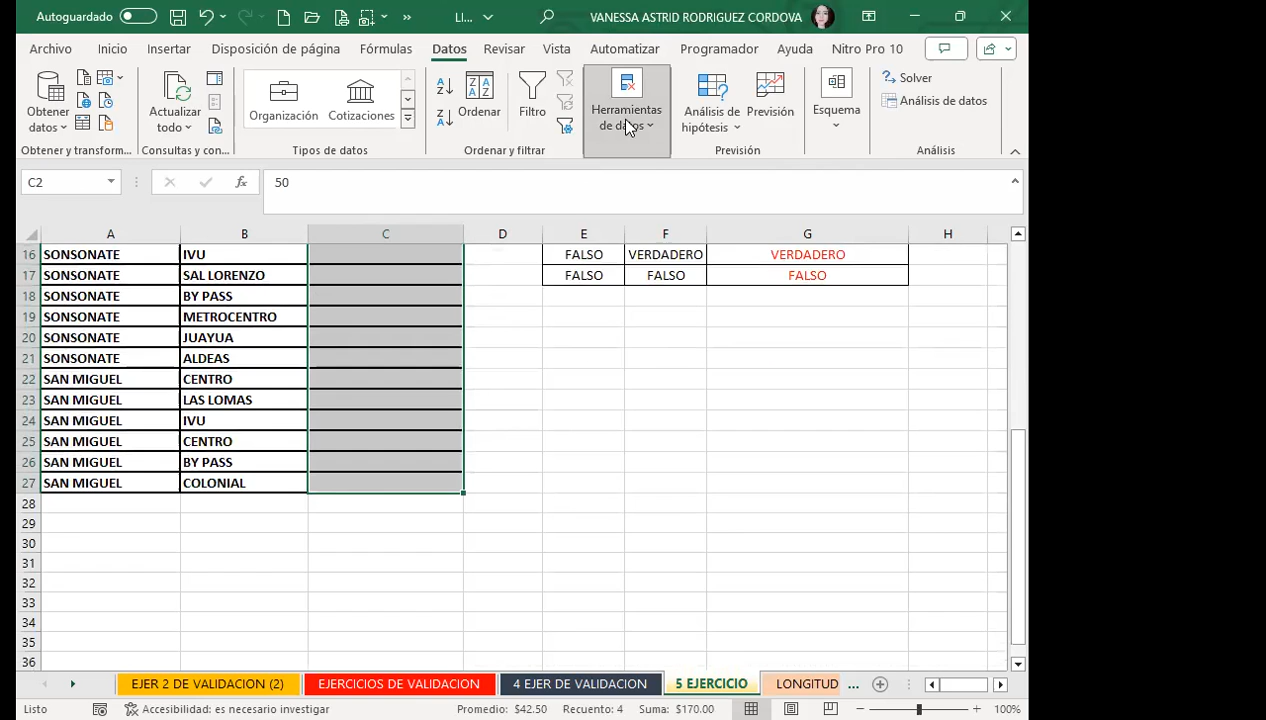 Autoguardado
LI...
VANESSA ASTRID RODRIGUEZ CORDOVA
Archivo Inicio Insertar Disposición de página Fórmulas Datos Revisar Vista Automatizar Programador Ayuda Nitro Pro 10
Obtener
datos
Actualizar
todo
Organización
Cotizaciones
Ordenar
Filtro
Herramientas
de datos
Análisis de
hipótesis
Previsión
Esquema
Solver
Análisis de datos
Obtener y transform...
Consultas y con...
Tipos de datos
Ordenar y filtrar
Previsión
Análisis
C2
fx
50
A B C D E F G H
16 SONSONATE IVU FALSO VERDADERO VERDADERO
17 SONSONATE SAL LORENZO FALSO FALSO FALSO
18 SONSONATE BY PASS
19 SONSONATE METROCENTRO
20 SONSONATE JUAYUA
21 SONSONATE ALDEAS
22 SAN MIGUEL CENTRO
23 SAN MIGUEL LAS LOMAS
24 SAN MIGUEL IVU
25 SAN MIGUEL CENTRO
26 SAN MIGUEL BY PASS
27 SAN MIGUEL COLONIAL
28
29
30
31
32
33
34
35
36
EJER 2 DE VALIDACION (2) EJERCICIOS DE VALIDACION 4 EJER DE VALIDACION 5 EJERCICIO LONGITUD ...
Listo Accesibilidad: es necesario investigar Promedio: $42.50 Recuento: 4 Suma: $170.00 100%